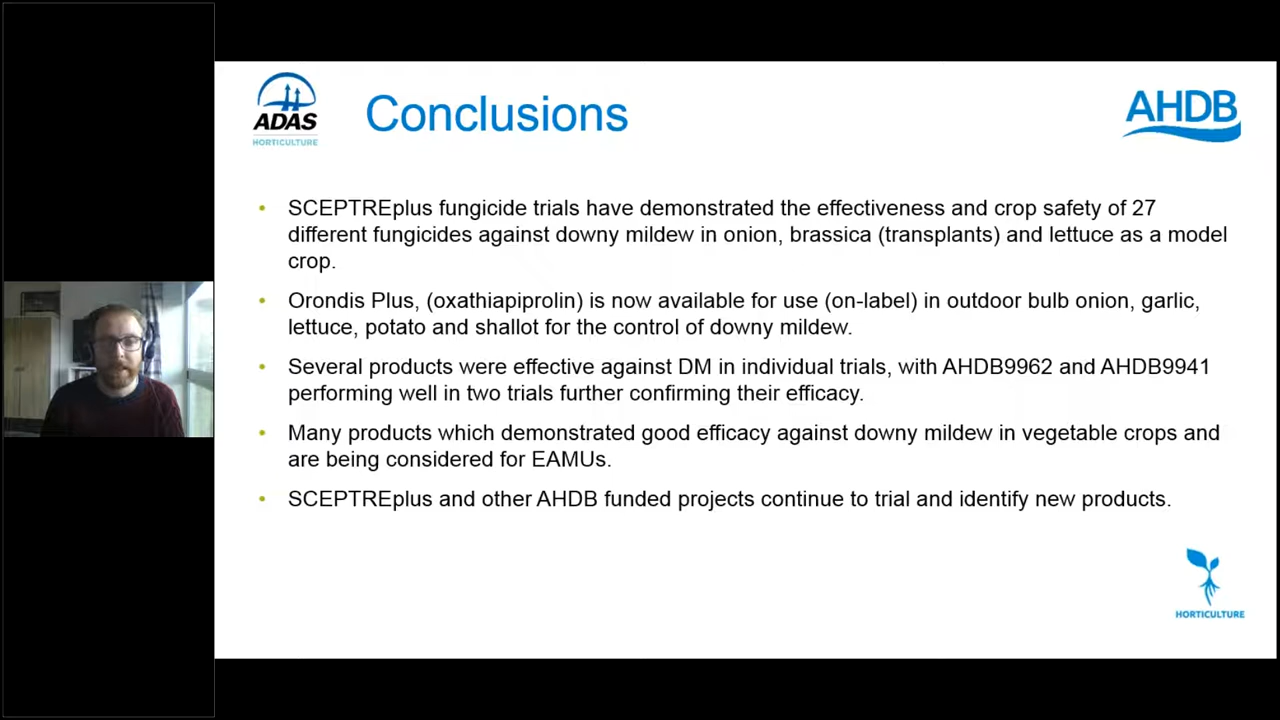 ADAS
HORTICULTURE
Conclusions
AHDB
• SCEPTREplus fungicide trials have demonstrated the effectiveness and crop safety of 27
different fungicides against downy mildew in onion, brassica (transplants) and lettuce as a model
crop.
• Orondis Plus, (oxathiapiprolin) is now available for use (on-label) in outdoor bulb onion, garlic,
lettuce, potato and shallot for the control of downy mildew.
• Several products were effective against DM in individual trials, with AHDB9962 and AHDB9941
performing well in two trials further confirming their efficacy.
• Many products which demonstrated good efficacy against downy mildew in vegetable crops and
are being considered for EAMUs.
• SCEPTREplus and other AHDB funded projects continue to trial and identify new products.
HORTICULTURE